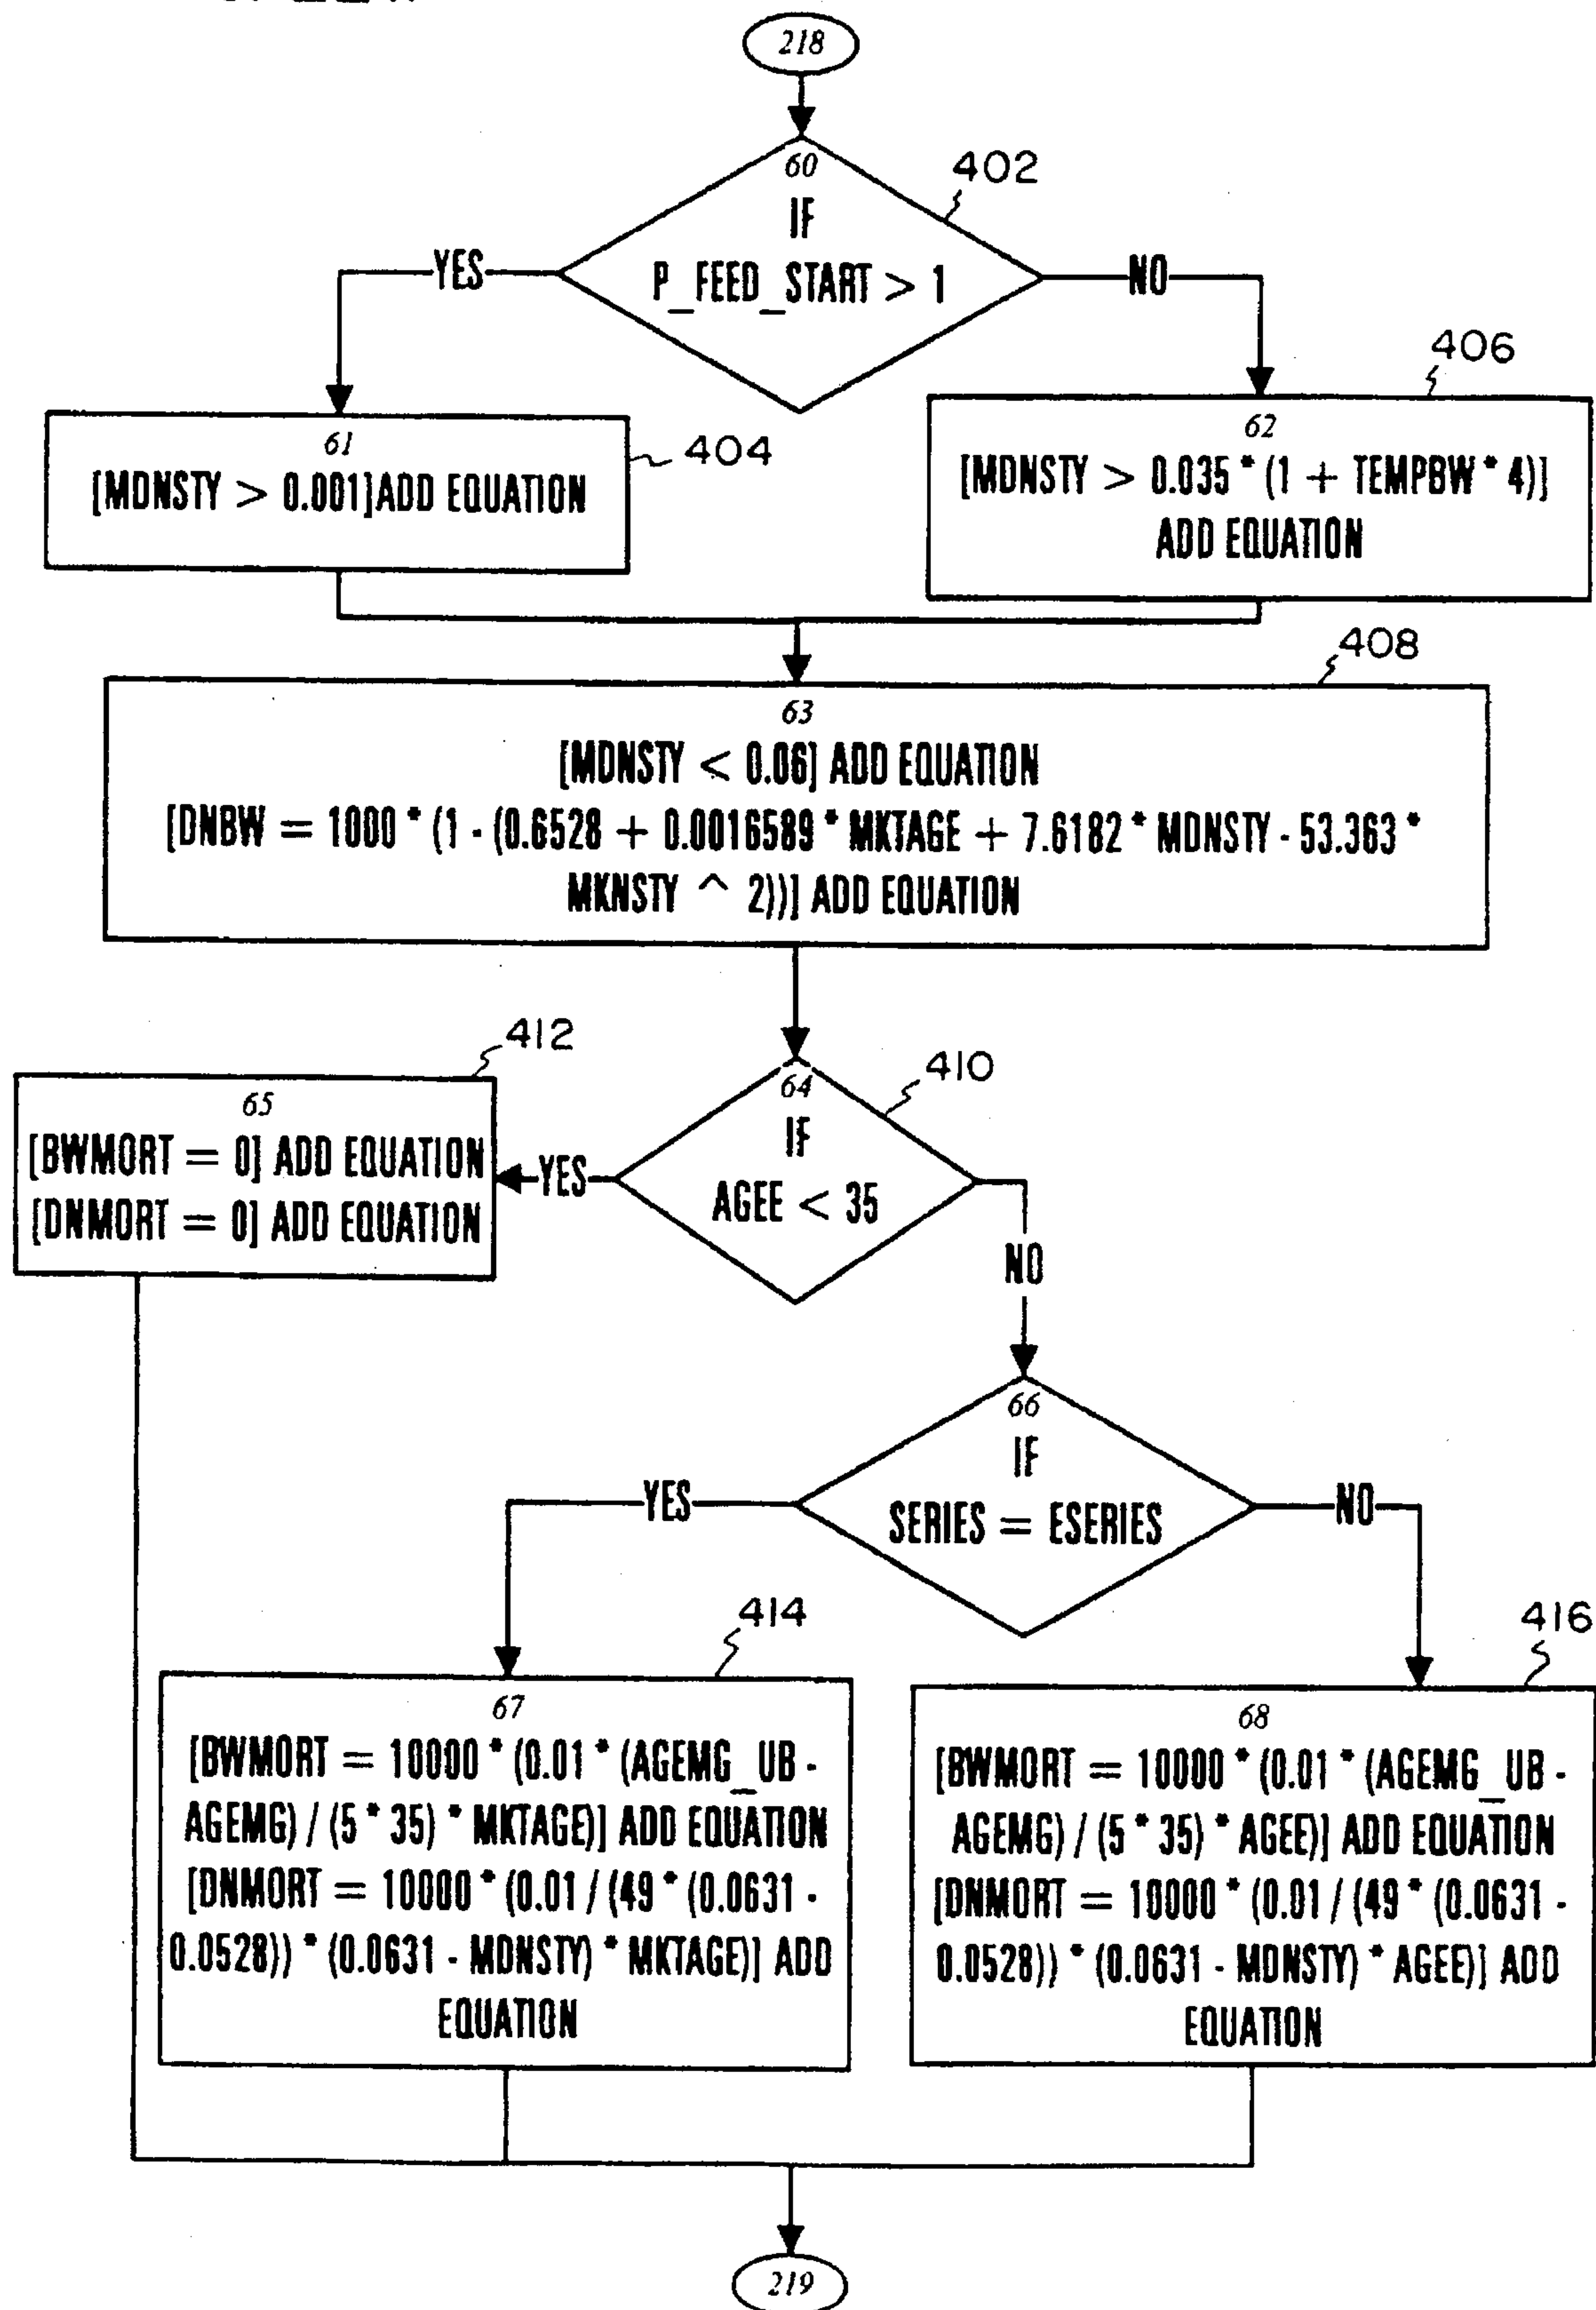 218
60
402
IF
P_FEED_START > 1
YES
NO
406
61
[MDNSTY > 0.001]ADD EQUATION
404
62
[MDNSTY > 0.035 * (1 + TEMPBW * 4)]
ADD EQUATION
408
63
[MDNSTY < 0.06] ADD EQUATION
[DNBW = 1000 * (1 - (0.6528 + 0.0016589 * MKTAGE + 7.6182 * MDNSTY - 53.363 *
MKNSTY ^ 2))] ADD EQUATION
412
65
[BWMORT = 0] ADD EQUATION
[DNMORT = 0] ADD EQUATION
410
64
IF
AGEE < 35
YES
NO
66
IF
SERIES = ESERIES
YES
NO
414
67
[BWMORT = 10000 * (0.01 * (AGEMG_UB -
AGEMG) / (5 * 35) * MKTAGE)] ADD EQUATION
[DNMORT = 10000 * (0.01 / (49 * (0.0631 -
0.0528)) * (0.0631 - MDNSTY) * MKTAGE)] ADD
EQUATION
416
68
[BWMORT = 10000 * (0.01 * (AGEMG_UB -
AGEMG) / (5 * 35) * AGEE)] ADD EQUATION
[DNMORT = 10000 * (0.01 / (49 * (0.0631 -
0.0528)) * (0.0631 - MDNSTY) * AGEE)] ADD
EQUATION
219